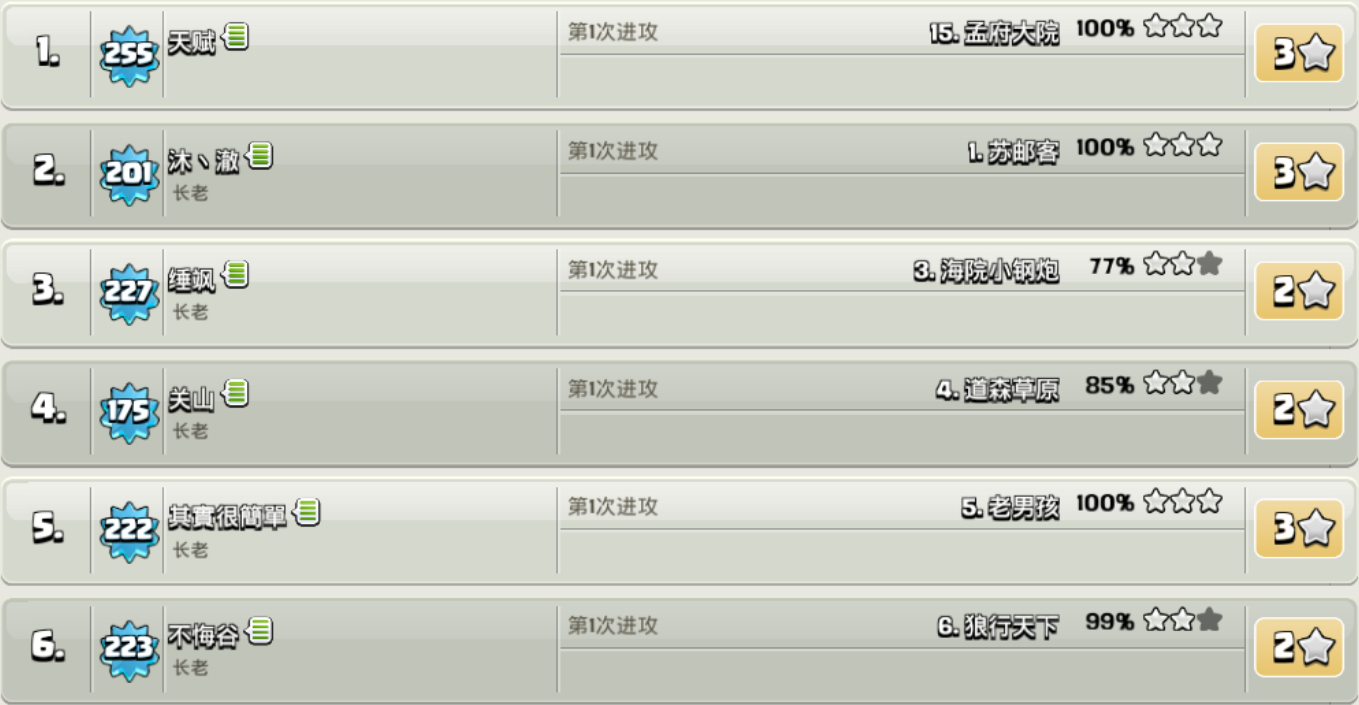 1. 255 天赋 第1次进攻 15. 孟府大院 100% 3
2. 201 沐丶澈 第1次进攻 1. 苏邮客 100% 3
长老
3. 227 缍飒 第1次进攻 3. 海院小钢炮 77% 2
长老
4. 175 关山 第1次进攻 4. 道森草原 85% 2
长老
5. 222 其實很簡單 第1次进攻 5. 老男孩 100% 3
长老
6. 223 不悔谷 第1次进攻 6. 狼行天下 99% 2
长老